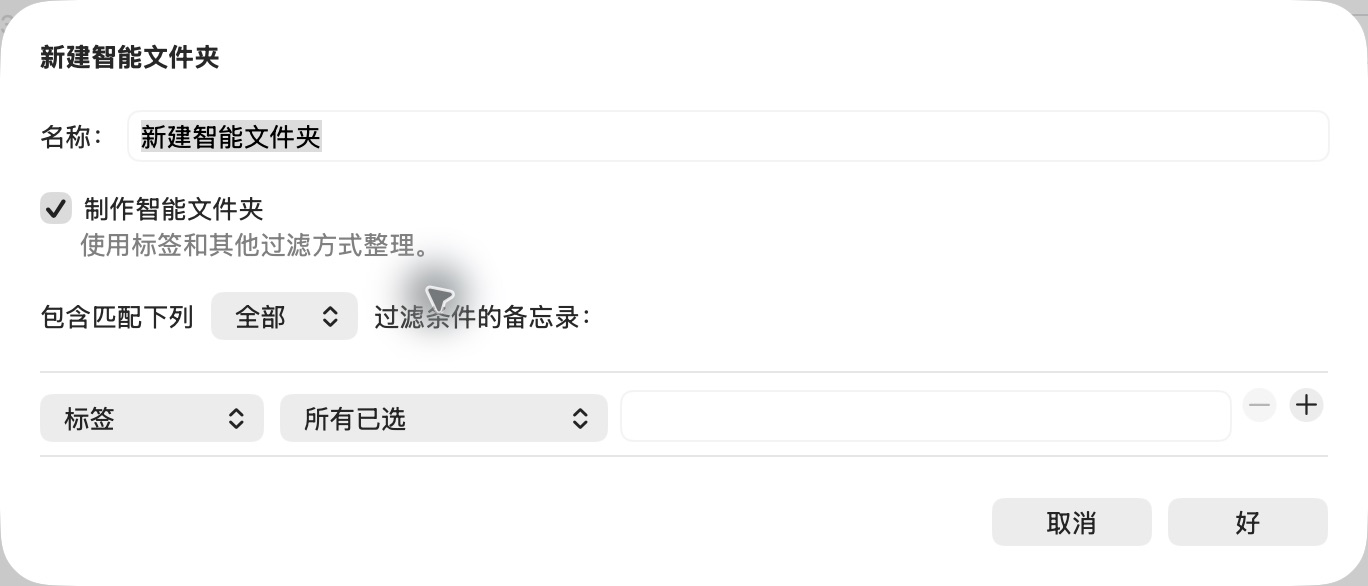 新建智能文件夹
名称： 新建智能文件夹
制作智能文件夹
使用标签和其他过滤方式整理。
包含匹配下列 全部 过滤条件的备忘录：
标签 所有已选
取消 好